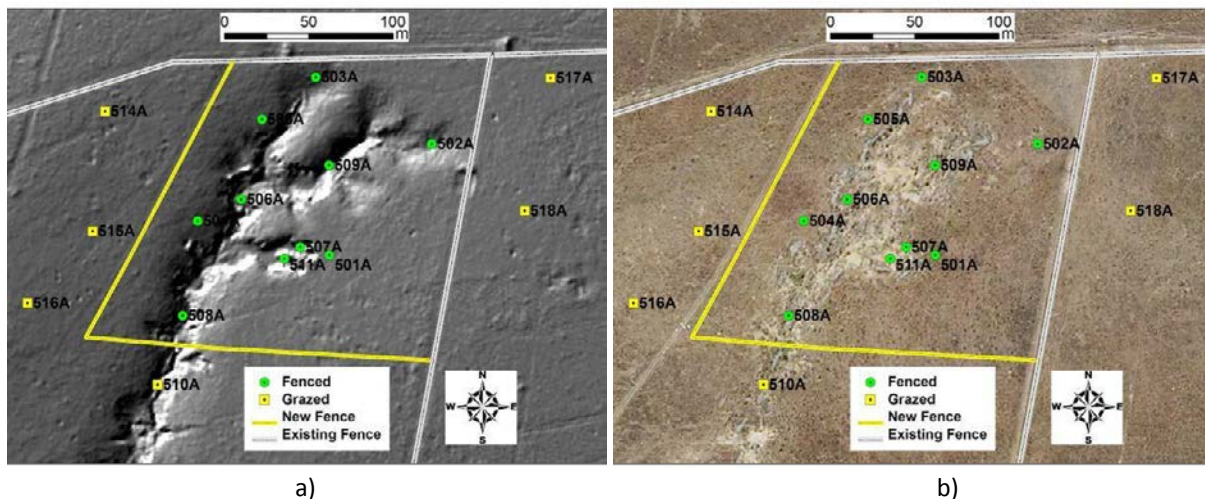 0 50 100
m
503A
517A
514A
505A
502A
509A
506A
518A
515A
507A
501A
511A
516A
508A
510A
Fenced
Grazed
New Fence
Existing Fence
N
W E
S
a)
0 50 100
m
503A
517A
514A
505A
502A
509A
506A
518A
504A
515A
507A
501A
511A
516A
508A
510A
Fenced
Grazed
New Fence
Existing Fence
N
W E
S
b)